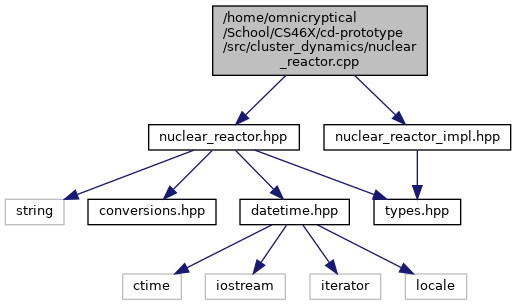 /home/omnicryptical
/School/CS46X/cd-prototype
/src/cluster_dynamics/nuclear
_reactor.cpp
nuclear_reactor.hpp
nuclear_reactor_impl.hpp
string
conversions.hpp
datetime.hpp
types.hpp
ctime
iostream
iterator
locale